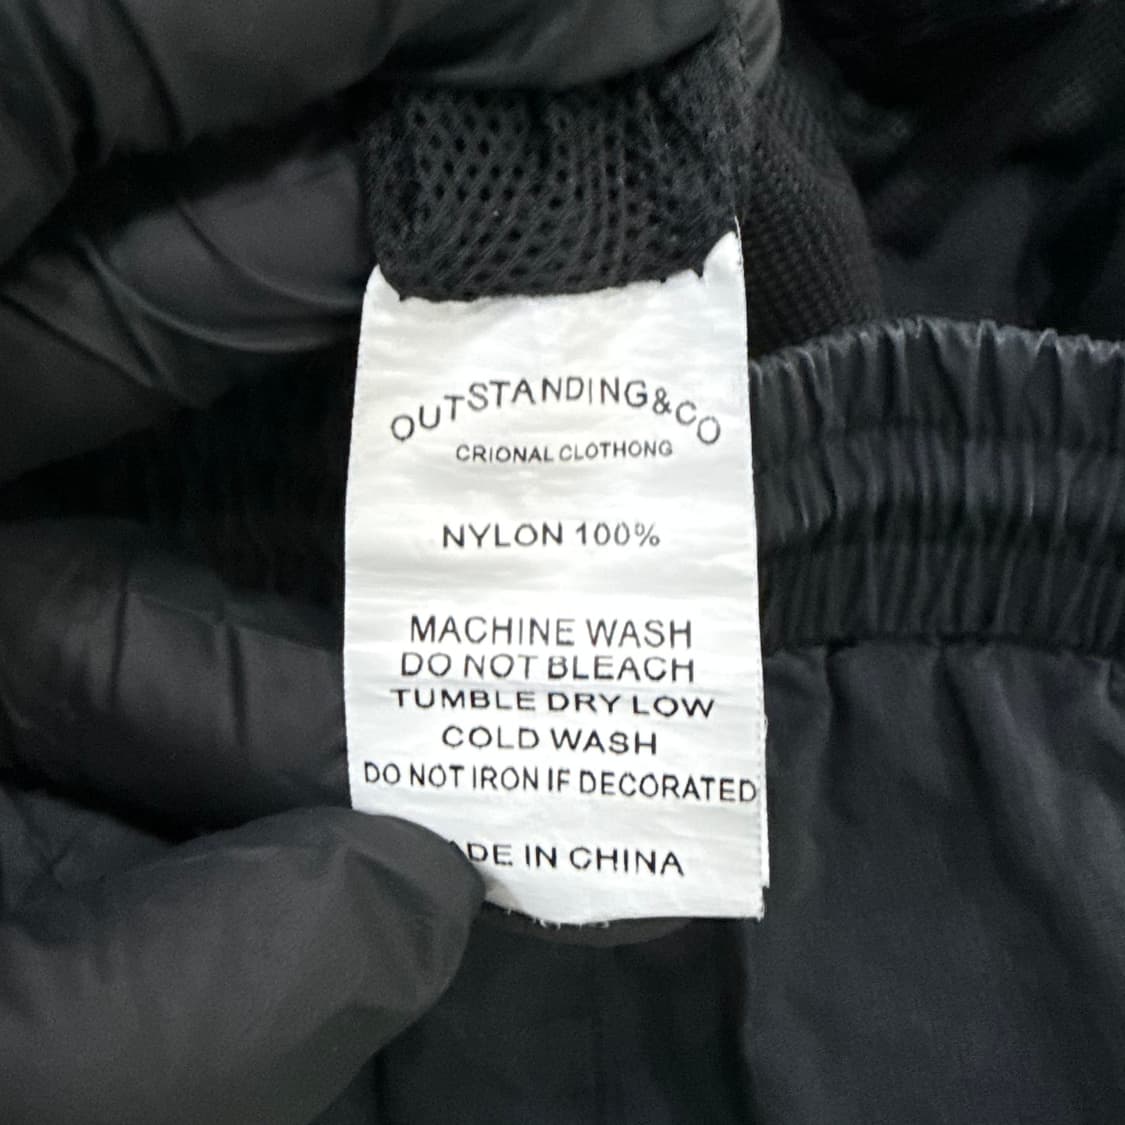 OUTSTANDING&CO
CRIONAL CLOTHONG
NYLON 100%
MACHINE WASH
DO NOT BLEACH
TUMBLE DRY LOW
COLD WASH
DO NOT IRON IF DECORATED
IN CHINA